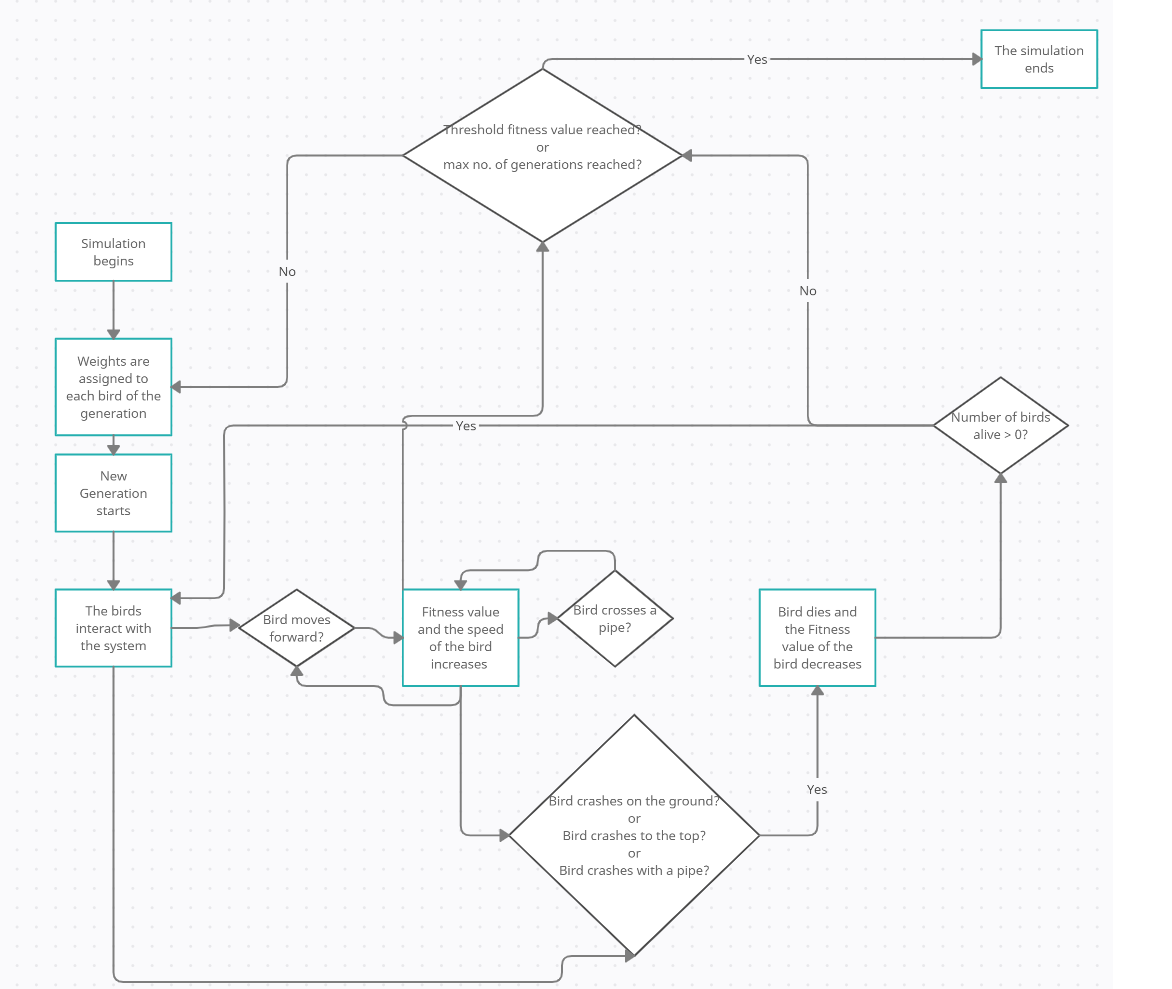 The simulation
ends
Yes
Threshold fitness value reached?
or
max no. of generations reached?
Simulation
begins
No
No
Weights are
assigned to
each bird of the
generation
Yes
Number of birds
alive > 0?
New
Generation
starts
The birds
interact with
the system
Bird moves
forward?
Fitness value
and the speed
of the bird
increases
Bird crosses a
pipe?
Bird dies and
the Fitness
value of the
bird decreases
Yes
Bird crashes on the ground?
or
Bird crashes to the top?
or
Bird crashes with a pipe?